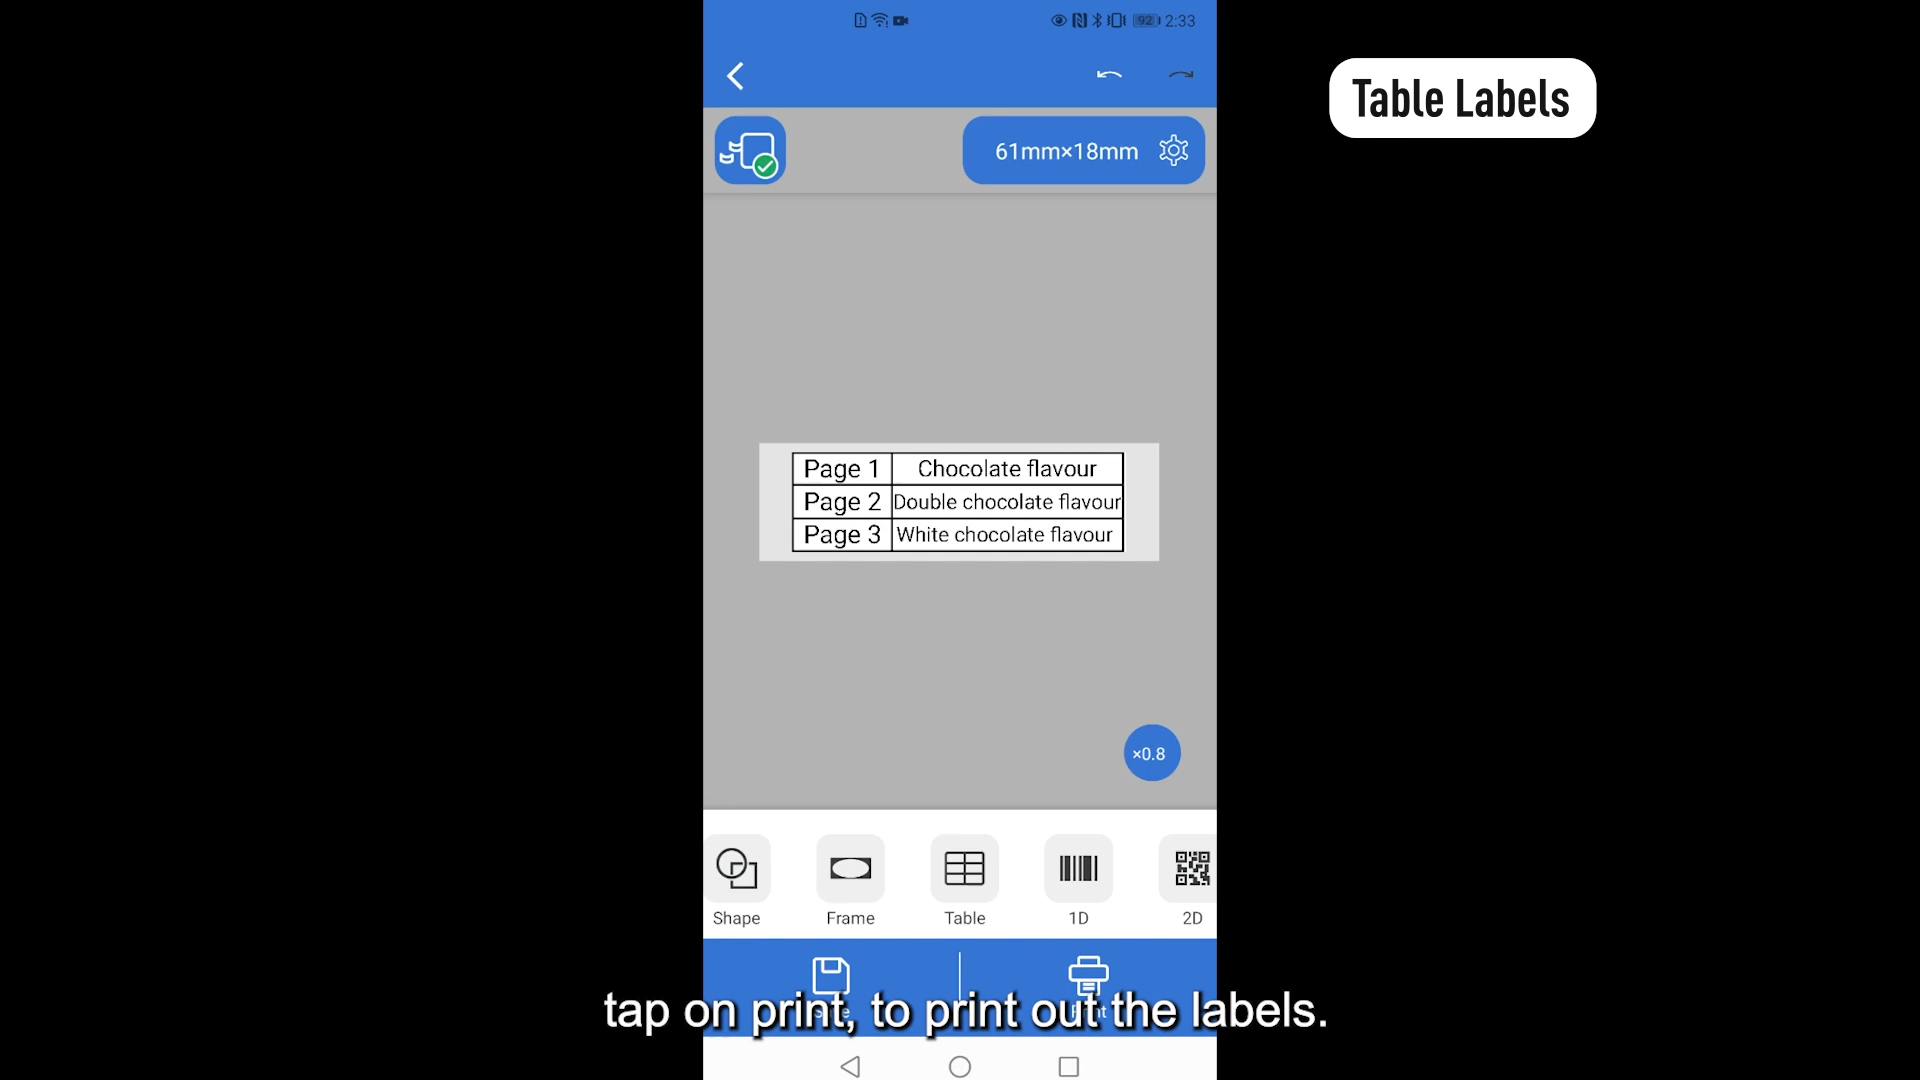 92 2:33
Table Labels
61mm×18mm
Page 1 Chocolate flavour
Page 2 Double chocolate flavour
Page 3 White chocolate flavour
×0.8
Shape Frame Table 1D 2D
tap on print, to print out the labels.